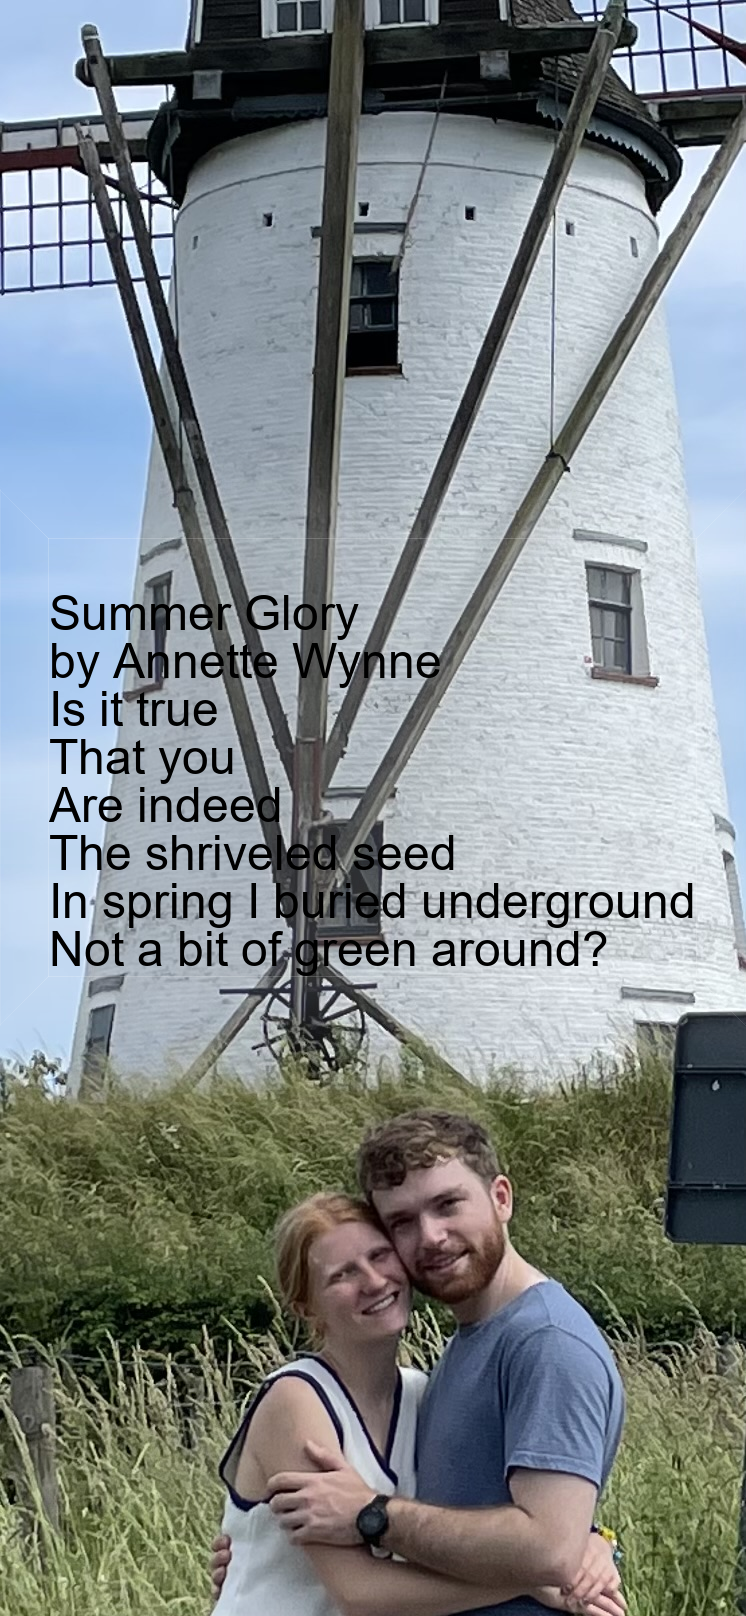 Summer Glory
by Annette Wynne
Is it true
That you
Are indeed
The shriveled seed
In spring I buried underground
Not a bit of green around?